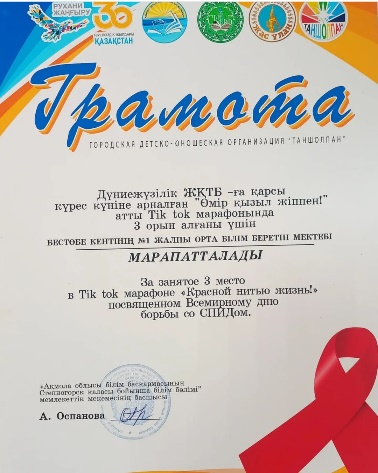 РУХАНИ
ЖАҢҒЫРУ
30
ҚАЗАҚСТАН
ЖАС ҰЛАН
ТАҢШОЛПАН
Грамота
ГОРОДСКАЯ ДЕТСКО-ЮНОШЕСКАЯ ОРГАНИЗАЦИЯ "ТАҢШОЛПАН"
Дүниежүзілік ЖҚТБ –ға қарсы
күрес күніне арналған "Өмір қызыл жіппен!"
атты Tik tok марафонында
3 орын алғаны үшін
БЕСТӨБЕ КЕНТІНІҢ №1 ЖАЛПЫ ОРТА БІЛІМ БЕРЕТІН МЕКТЕБІ
МАРАПАТТАЛАДЫ
За занятое 3 место
в Tik tok марафоне «Красной нитью жизнь!»
посвященном Всемирному дню
борьбы со СПИДом.
«Ақмола облысы білім басқармасының
Степногорск қаласы бойынша білім бөлімі"
мемлекеттік мекемесінің басшысы
А. Оспанова